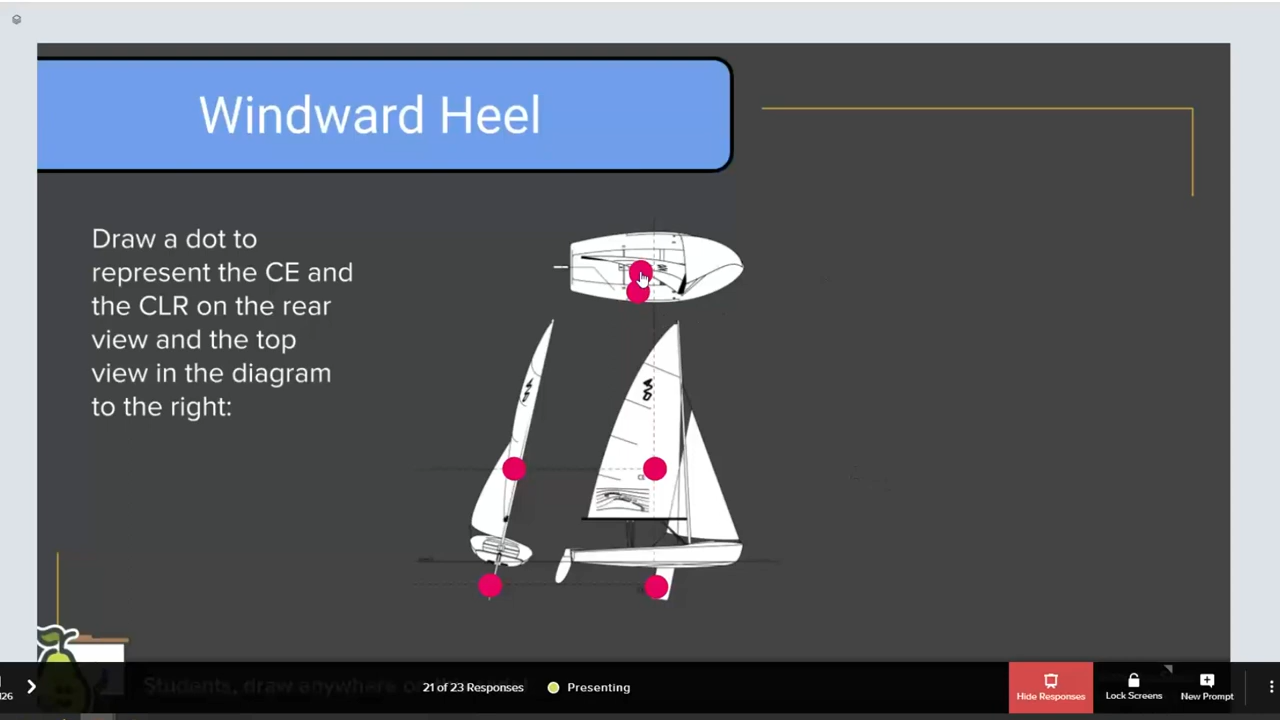 Windward Heel
Draw a dot to
represent the CE and
the CLR on the rear
view and the top
view in the diagram
to the right:
Students, draw anywhere on
21 of 23 Responses
Presenting
Hide Responses
Lock Screens
New Prompt